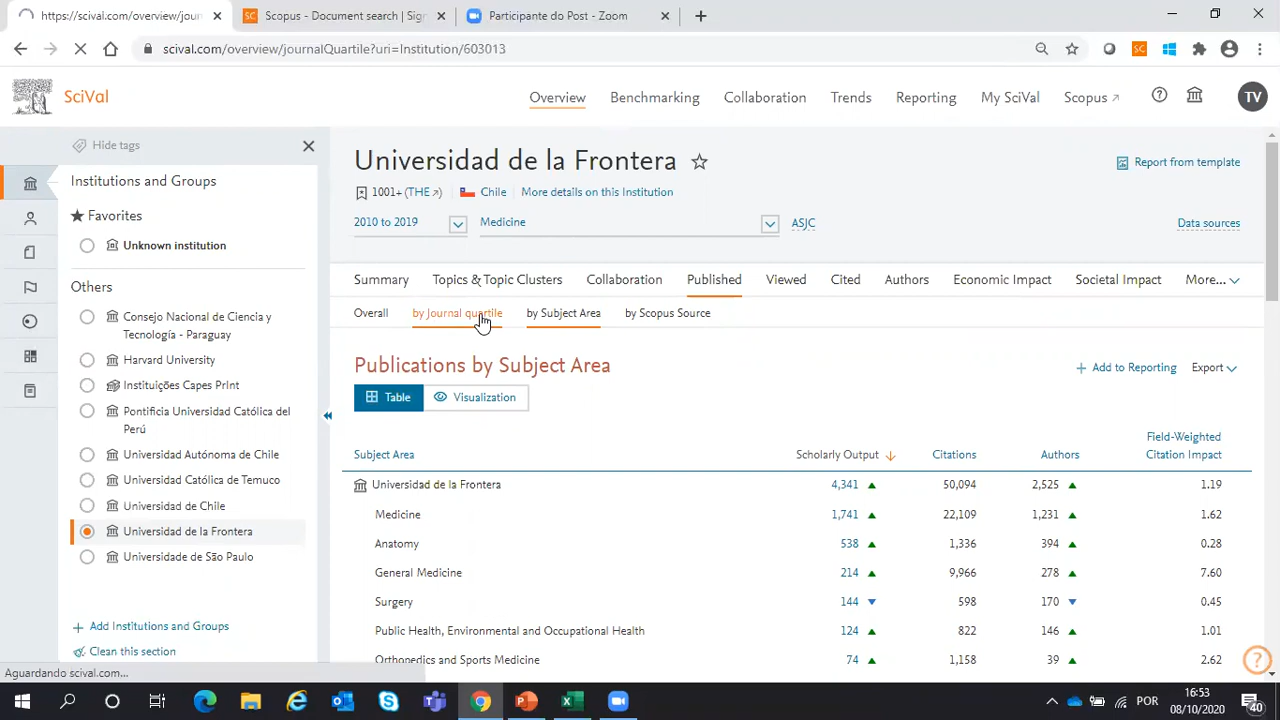 https://scival.com/overview/jour
Scopus - Document search | Sig
Participante do Post - Zoom
scival.com/overview/journalQuartile?uri=Institution/603013
SC
SciVal
Overview
Benchmarking
Collaboration
Trends
Reporting
My SciVal
Scopus
TV
Hide tags
Institutions and Groups
Favorites
Unknown institution
Others
Consejo Nacional de Ciencia y
Tecnología - Paraguay
Harvard University
Instituições Capes PrInt
Pontificia Universidad Católica del
Perú
Universidad Autónoma de Chile
Universidad Católica de Temuco
Universidad de Chile
Universidad de la Frontera
Universidade de São Paulo
+ Add Institutions and Groups
Clean this section
Universidad de la Frontera
Report from template
1001+ (THE) Chile More details on this Institution
2010 to 2019 Medicine ASJC
Data sources
Summary Topics & Topic Clusters Collaboration Published Viewed Cited Authors Economic Impact Societal Impact More...
Overall by Journal quartile by Subject Area by Scopus Source
Publications by Subject Area
+ Add to Reporting Export
Table Visualization
Subject Area Scholarly Output Citations Authors Field-Weighted
Citation Impact
Universidad de la Frontera 4,341 50,094 2,525 1.19
Medicine 1,741 22,109 1,231 1.62
Anatomy 538 1,336 394 0.28
General Medicine 214 9,966 278 7.60
Surgery 144 598 170 0.45
Public Health, Environmental and Occupational Health 124 822 146 1.01
Orthopedics and Sports Medicine 74 1,158 39 2.62
Aguardando scival.com...
POR
16:53
08/10/2020
40